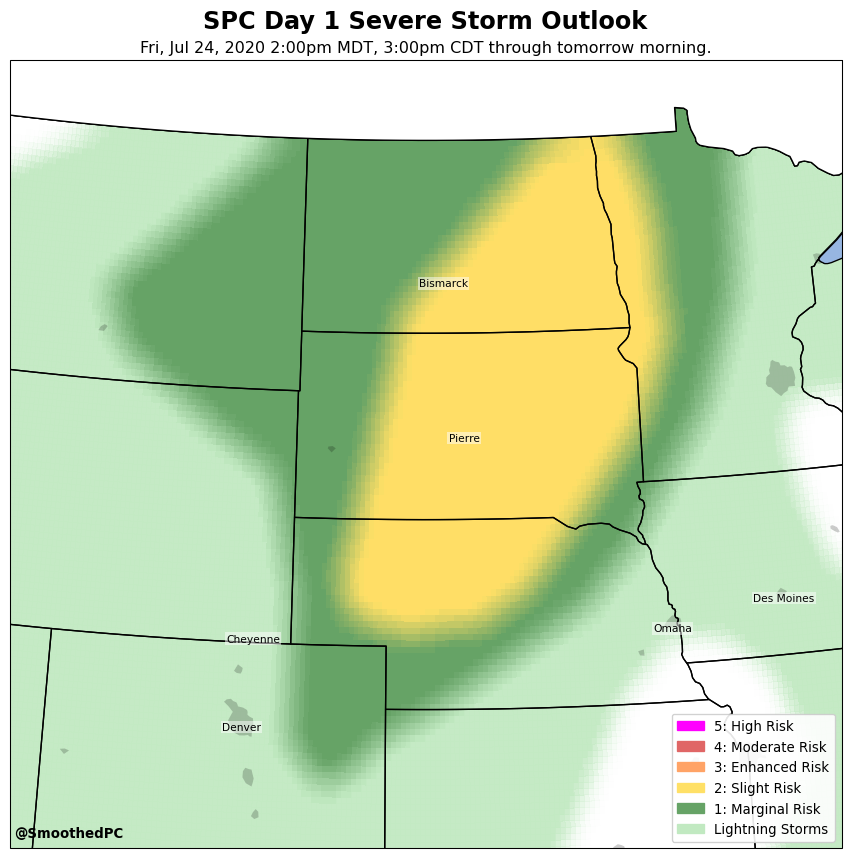 SPC Day 1 Severe Storm Outlook
Fri, Jul 24, 2020 2:00pm MDT, 3:00pm CDT through tomorrow morning.
Bismarck
Pierre
Des Moines
Omaha
Cheyenne
Denver
5: High Risk
4: Moderate Risk
3: Enhanced Risk
2: Slight Risk
1: Marginal Risk
Lightning Storms
@SmoothedPC